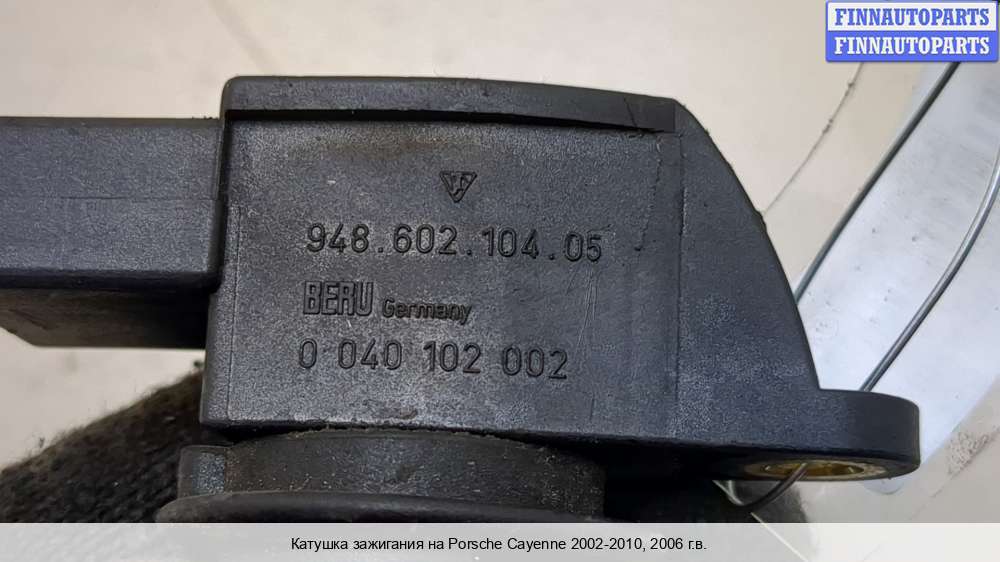 FINNAUTOPARTS
FINNAUTOPARTS
948.602.104.05
BERU Germany
0 040 102 002
Катушка зажигания на Porsche Cayenne 2002-2010, 2006 г.в.